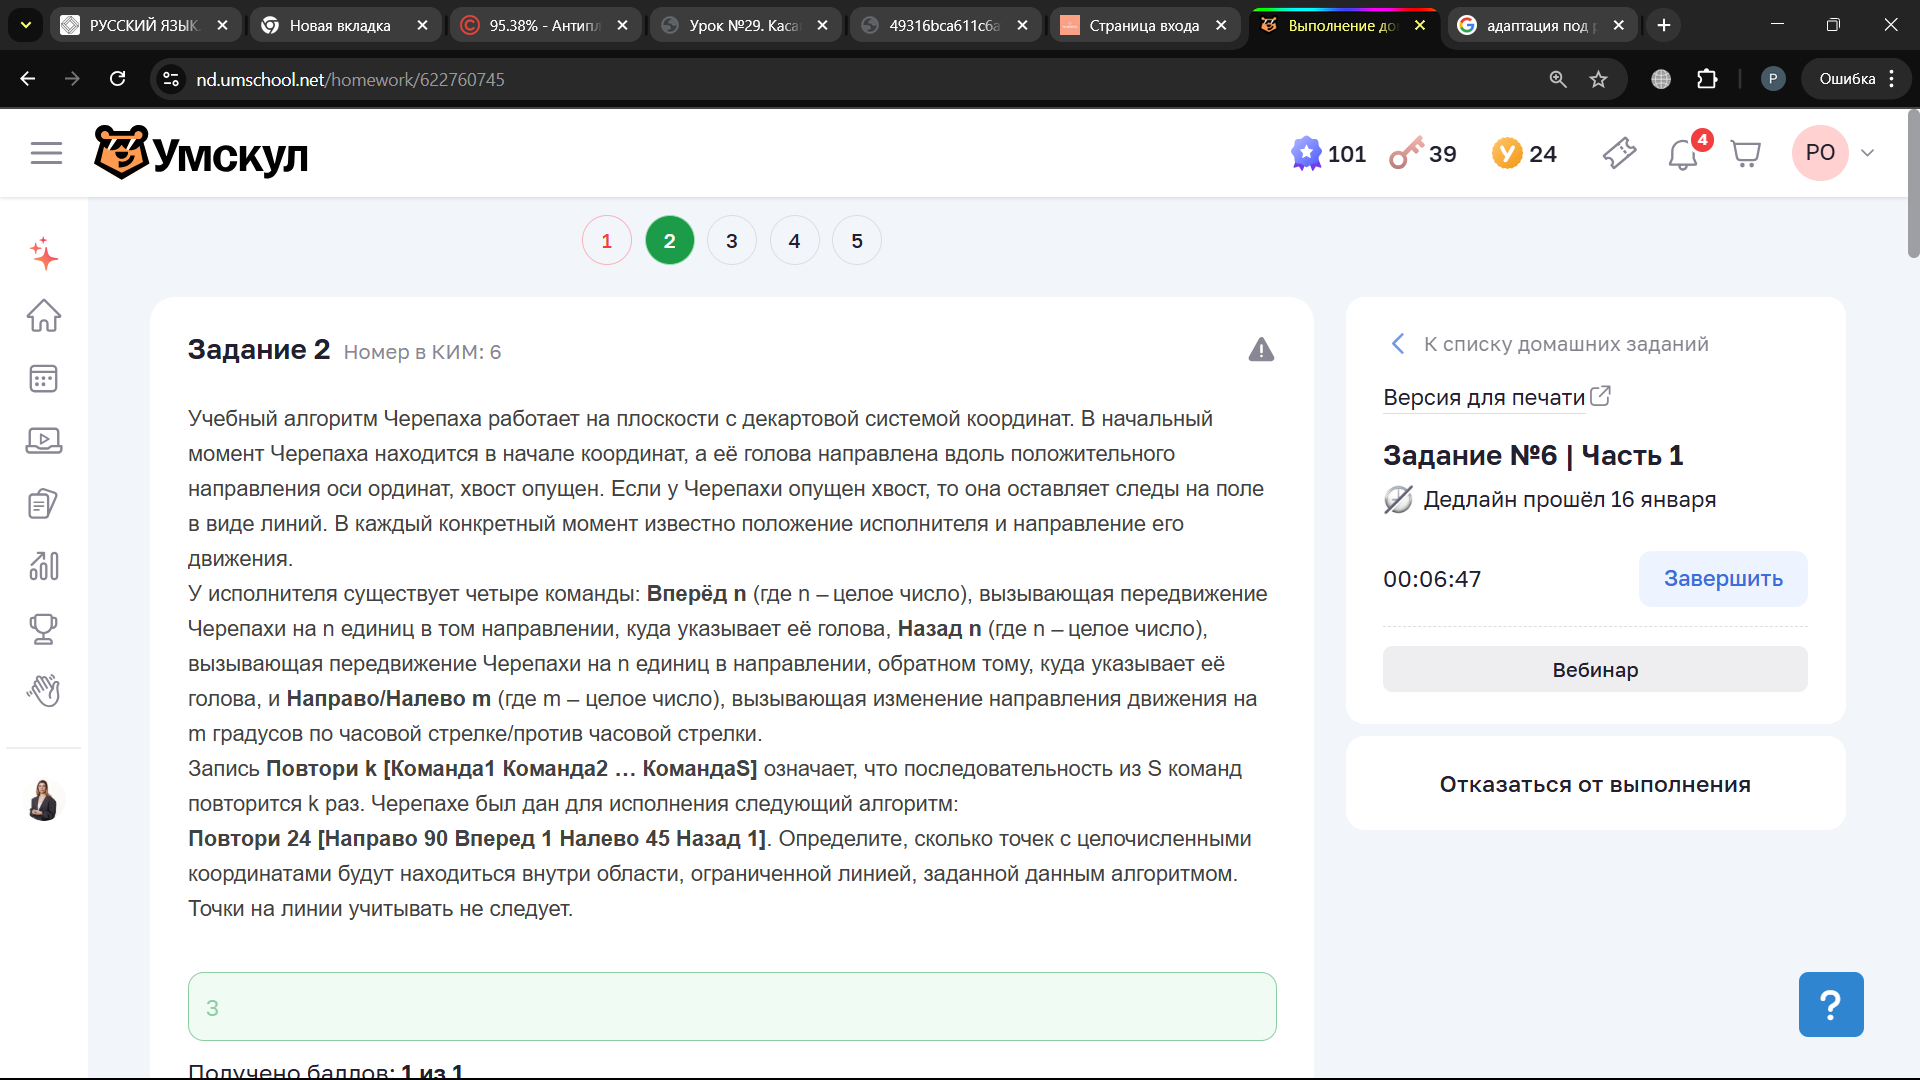 РУССКИЙ ЯЗЫК.
Новая вкладка
95.38% - Антипл
Урок №29. Каса
49316bca611c6a
Страница входа
Выполнение до
адаптация под р
nd.umschool.net/homework/622760745
P
Ошибка
Умскул
101
39
24
4
PO
1
2
3
4
5
Задание 2 Номер в КИМ: 6
Учебный алгоритм Черепаха работает на плоскости с декартовой системой координат. В начальный
момент Черепаха находится в начале координат, а её голова направлена вдоль положительного
направления оси ординат, хвост опущен. Если у Черепахи опущен хвост, то она оставляет следы на поле
в виде линий. В каждый конкретный момент известно положение исполнителя и направление его
движения.
У исполнителя существует четыре команды: Вперёд n (где n – целое число), вызывающая передвижение
Черепахи на n единиц в том направлении, куда указывает её голова, Назад n (где n – целое число),
вызывающая передвижение Черепахи на n единиц в направлении, обратном тому, куда указывает её
голова, и Направо/Налево m (где m – целое число), вызывающая изменение направления движения на
m градусов по часовой стрелке/против часовой стрелки.
Запись Повтори k [Команда1 Команда2 … КомандаS] означает, что последовательность из S команд
повторится k раз. Черепахе был дан для исполнения следующий алгоритм:
Повтори 24 [Направо 90 Вперед 1 Налево 45 Назад 1]. Определите, сколько точек с целочисленными
координатами будут находиться внутри области, ограниченной линией, заданной данным алгоритмом.
Точки на линии учитывать не следует.
3
Получено баллов: 1 из 1
К списку домашних заданий
Версия для печати
Задание №6 | Часть 1
Дедлайн прошёл 16 января
00:06:47
Завершить
Вебинар
Отказаться от выполнения
?